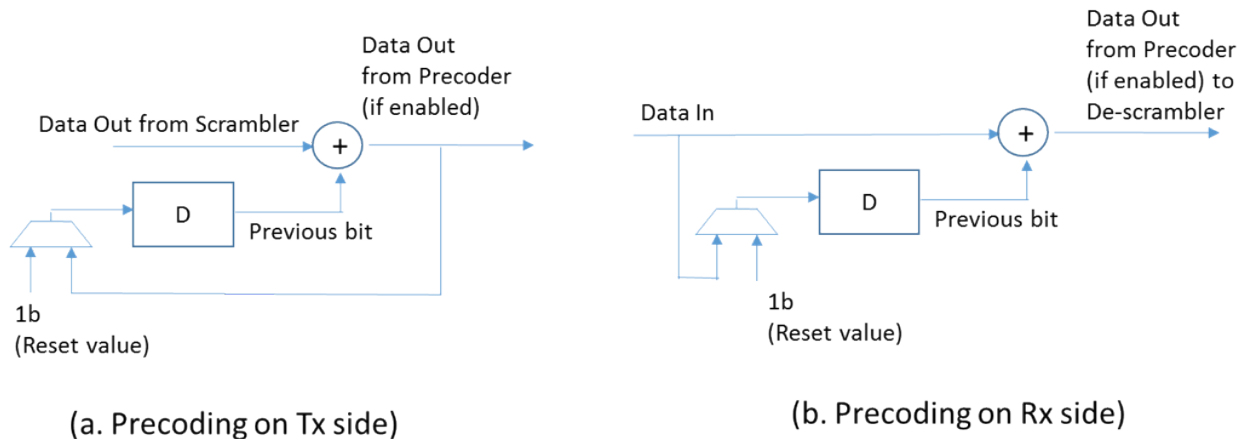 Data Out
from Precoder
(if enabled)
Data Out from Scrambler
+
D
Previous bit
1b
(Reset value)
(a. Precoding on Tx side)
Data Out
from Precoder
(if enabled) to
De-scrambler
Data In
+
D
Previous bit
1b
(Reset value)
(b. Precoding on Rx side)